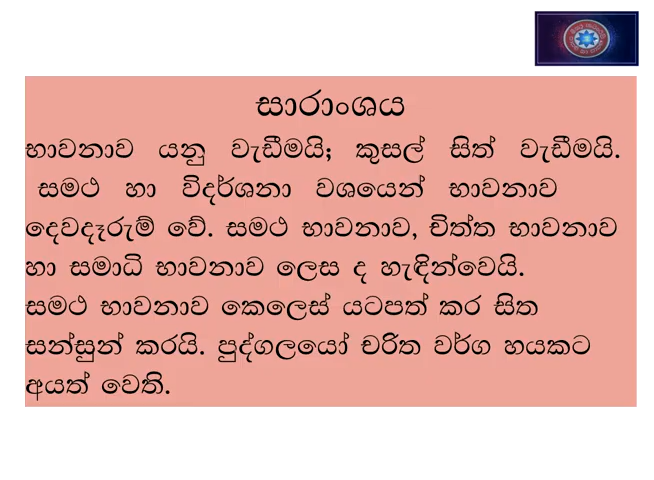 සාරාංශය
භාවනාව යනු වැඩීමයි; කුසල් සිත් වැඩීමයි.
සමථ හා විදර්ශනා වශයෙන් භාවනාව
දෙවදෑරුම් වේ. සමථ භාවනාව, චිත්ත භාවනාව
හා සමාධි භාවනාව ලෙස ද හැඳින්වෙයි.
සමථ භාවනාව කෙලෙස් යටපත් කර සිත
සන්සුන් කරයි. පුද්ගලයෝ චරිත වර්ග හයකට
අයත් වෙති.